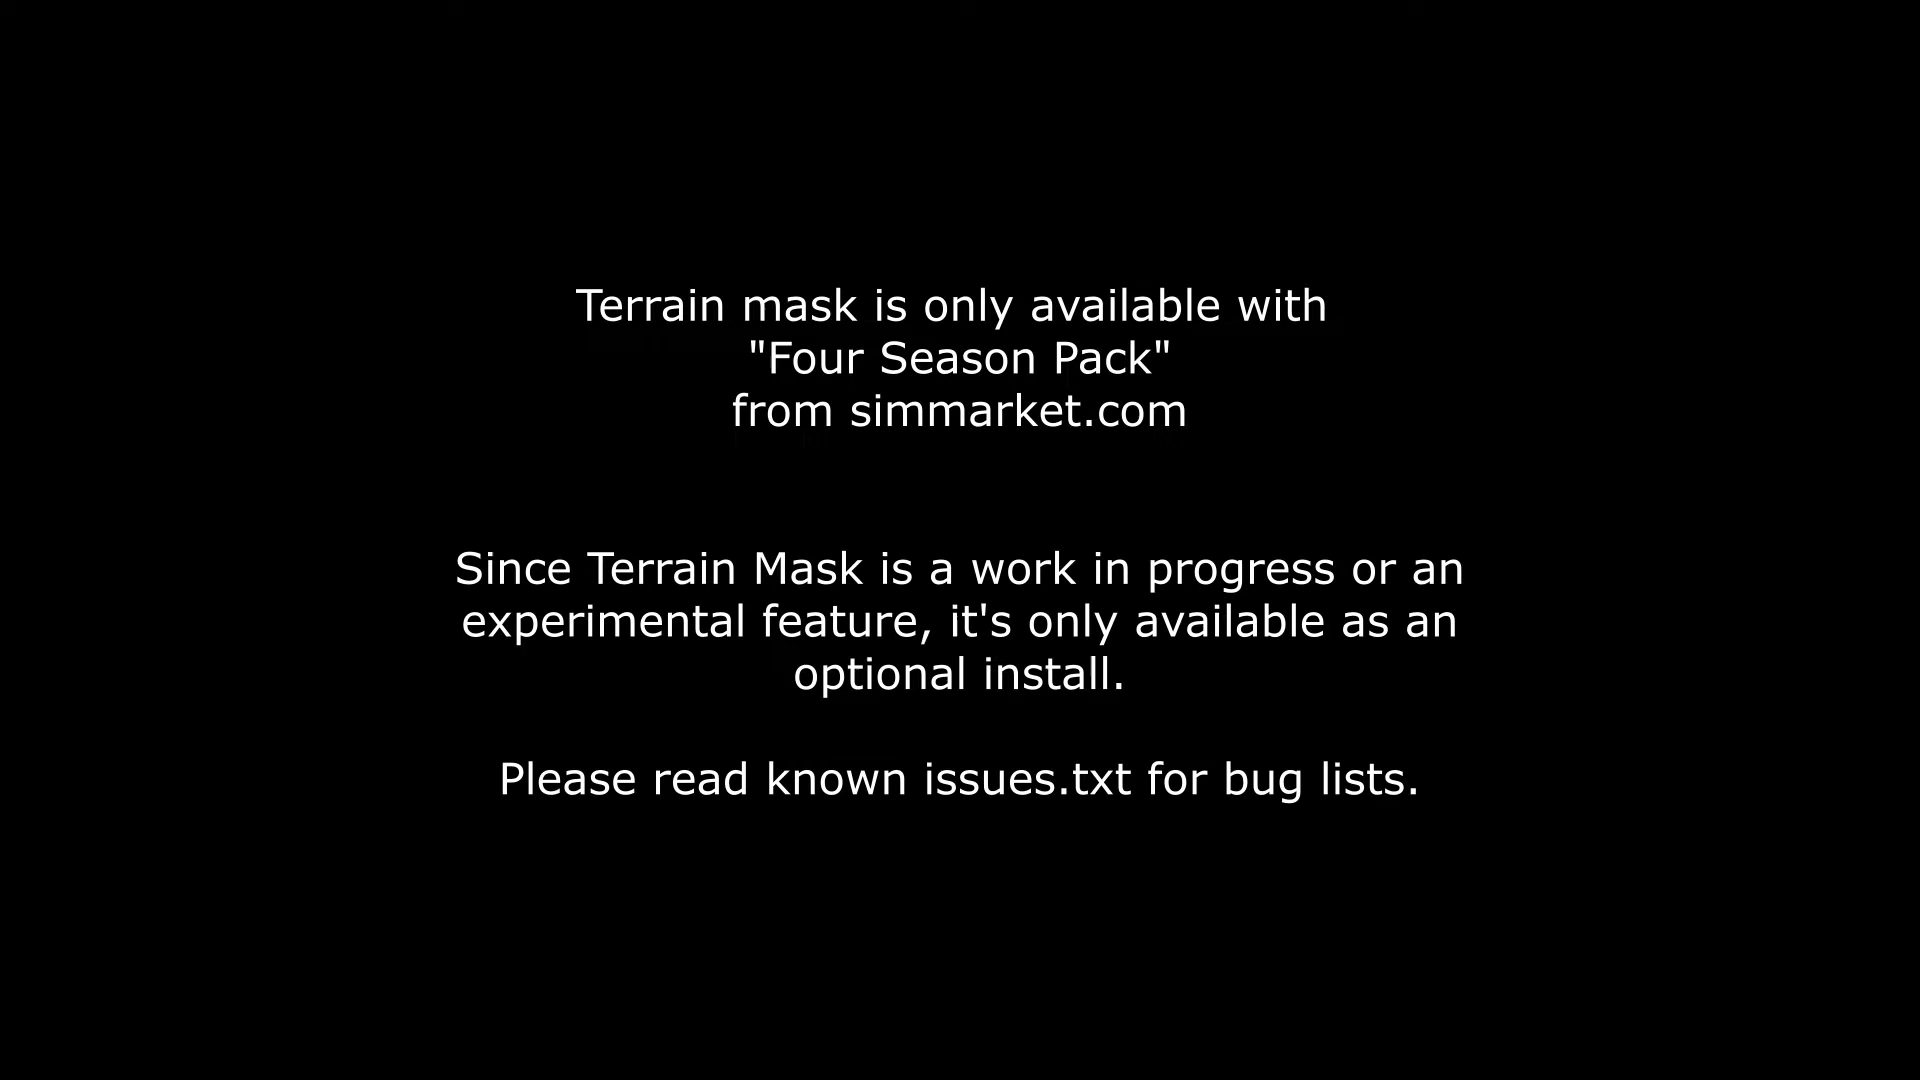 Terrain mask is only available with
"Four Season Pack"
from simmarket.com
Since Terrain Mask is a work in progress or an
experimental feature, it's only available as an
optional install.
Please read known issues.txt for bug lists.